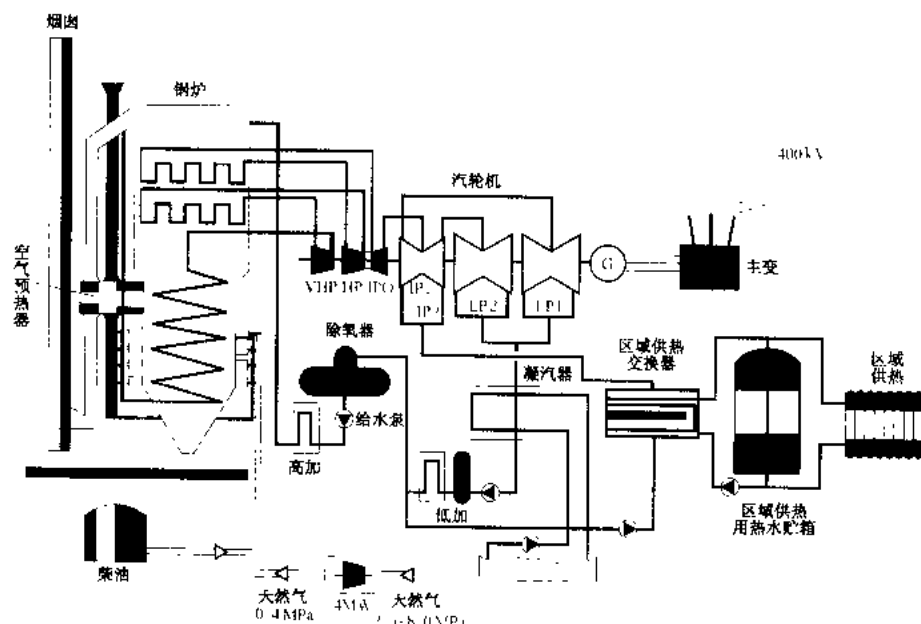 烟囱
锅炉
400kV
汽轮机
空气预热器
VHP HP IPO
IP1
IP2
LP2
LP1
G
主变
除氧器
区域供热
交换器
区域
供热
凝汽器
给水泵
高加
低加
区域供热
用热水贮箱
柴油
天然气
4MW
天然气